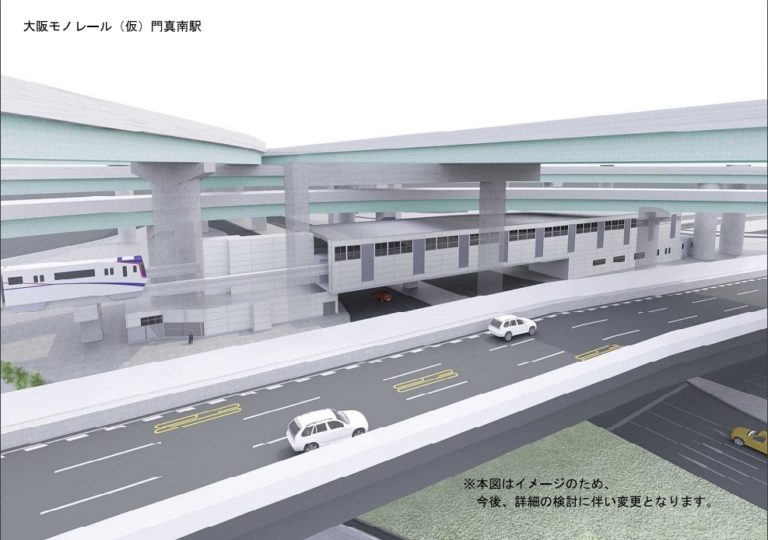 大阪モノレール（仮）門真南駅
※本図はイメージのため、
今後、詳細の検討に伴い変更となります。